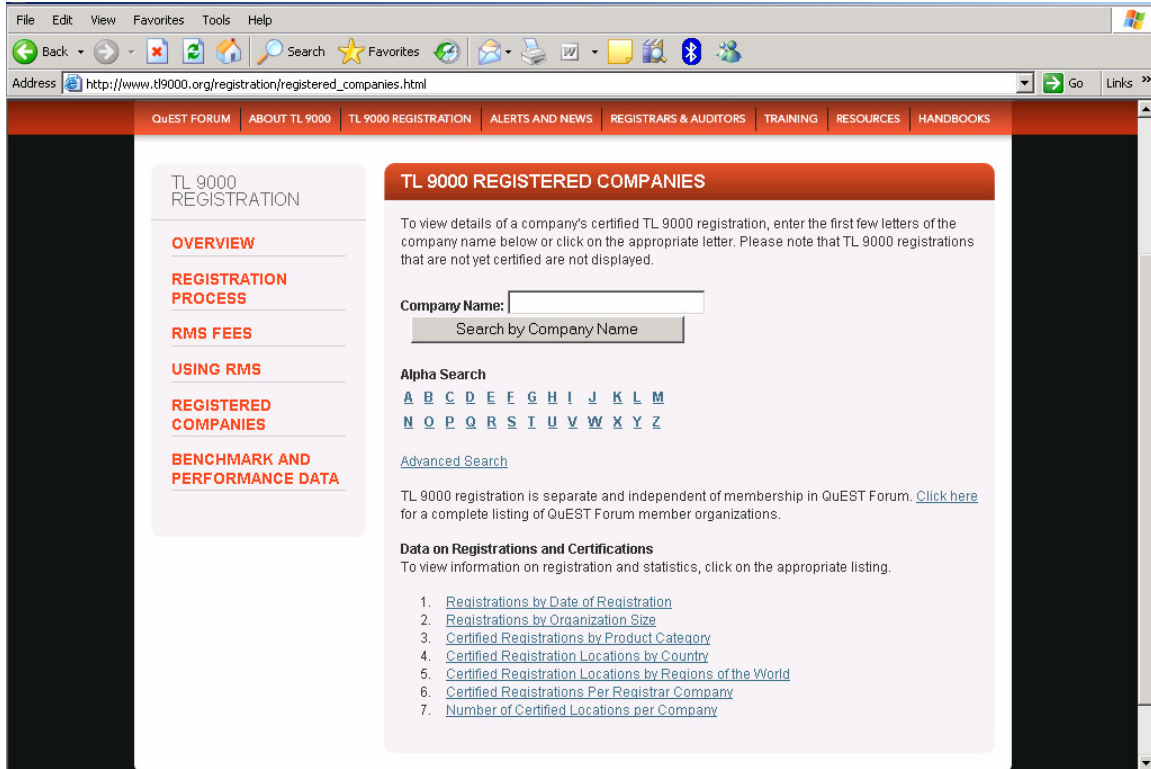 File Edit View Favorites Tools Help
Back Search Favorites
Address http://www.tl9000.org/registration/registered_companies.html Go Links »
QuEST FORUM ABOUT TL 9000 TL 9000 REGISTRATION ALERTS AND NEWS REGISTRARS & AUDITORS TRAINING RESOURCES HANDBOOKS
TL 9000
REGISTRATION
OVERVIEW
REGISTRATION
PROCESS
RMS FEES
USING RMS
REGISTERED
COMPANIES
BENCHMARK AND
PERFORMANCE DATA
TL 9000 REGISTERED COMPANIES
To view details of a company's certified TL 9000 registration, enter the first few letters of the
company name below or click on the appropriate letter. Please note that TL 9000 registrations
that are not yet certified are not displayed.
Company Name:
Search by Company Name
Alpha Search
A B C D E F G H I J K L M
N O P Q R S T U V W X Y Z
Advanced Search
TL 9000 registration is separate and independent of membership in QuEST Forum. Click here
for a complete listing of QuEST Forum member organizations.
Data on Registrations and Certifications
To view information on registration and statistics, click on the appropriate listing.
1. Registrations by Date of Registration
2. Registrations by Organization Size
3. Certified Registrations by Product Category
4. Certified Registration Locations by Country
5. Certified Registration Locations by Regions of the World
6. Certified Registrations Per Registrar Company
7. Number of Certified Locations per Company